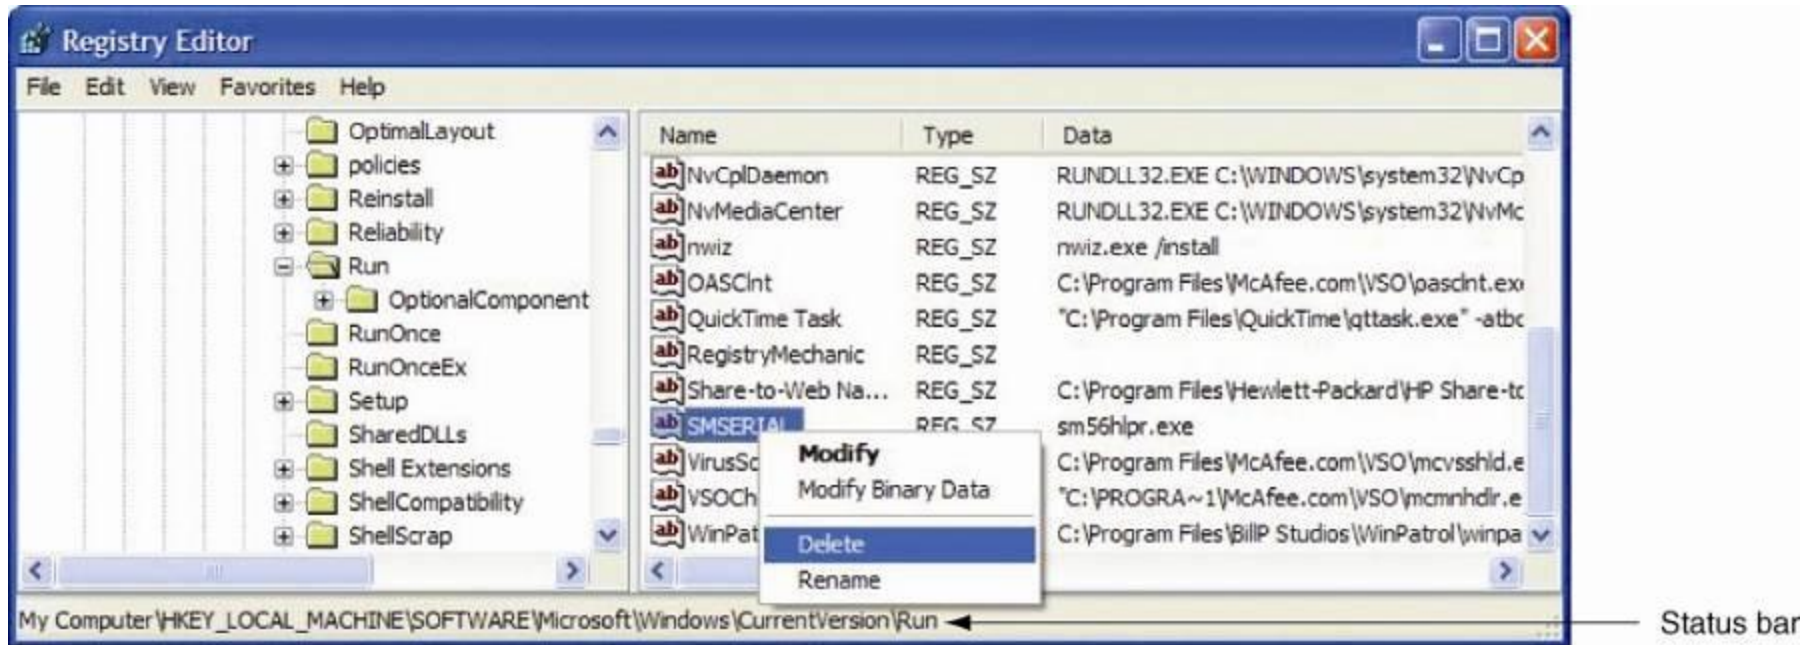 Registry Editor
File Edit View Favorites Help
OptimalLayout
policies
Reinstall
Reliability
Run
OptionalComponent
RunOnce
RunOnceEx
Setup
SharedDLLs
Shell Extensions
ShellCompatibility
ShellScrap
Name Type Data
NvCplDaemon REG_SZ RUNDLL32.EXE C:\WINDOWS\system32\NvCp
NvMediaCenter REG_SZ RUNDLL32.EXE C:\WINDOWS\system32\NvMc
nwiz REG_SZ nwiz.exe /install
OASClnt REG_SZ C:\Program Files\McAfee.com\VSO\oasclnt.exe
QuickTime Task REG_SZ "C:\Program Files\QuickTime\qttask.exe" -atbo
RegistryMechanic REG_SZ
Share-to-Web Na... REG_SZ C:\Program Files\Hewlett-Packard\HP Share-to
SMSERIAL REG_SZ sm56hlpr.exe
VirusSc C:\Program Files\McAfee.com\VSO\mcvsshld.e
VSOCh "C:\PROGRA~1\McAfee.com\VSO\mcmnhdlr.e
WinPat C:\Program Files\BillP Studios\WinPatrol\winpa
Modify
Modify Binary Data
Delete
Rename
My Computer\HKEY_LOCAL_MACHINE\SOFTWARE\Microsoft\Windows\CurrentVersion\Run
Status bar